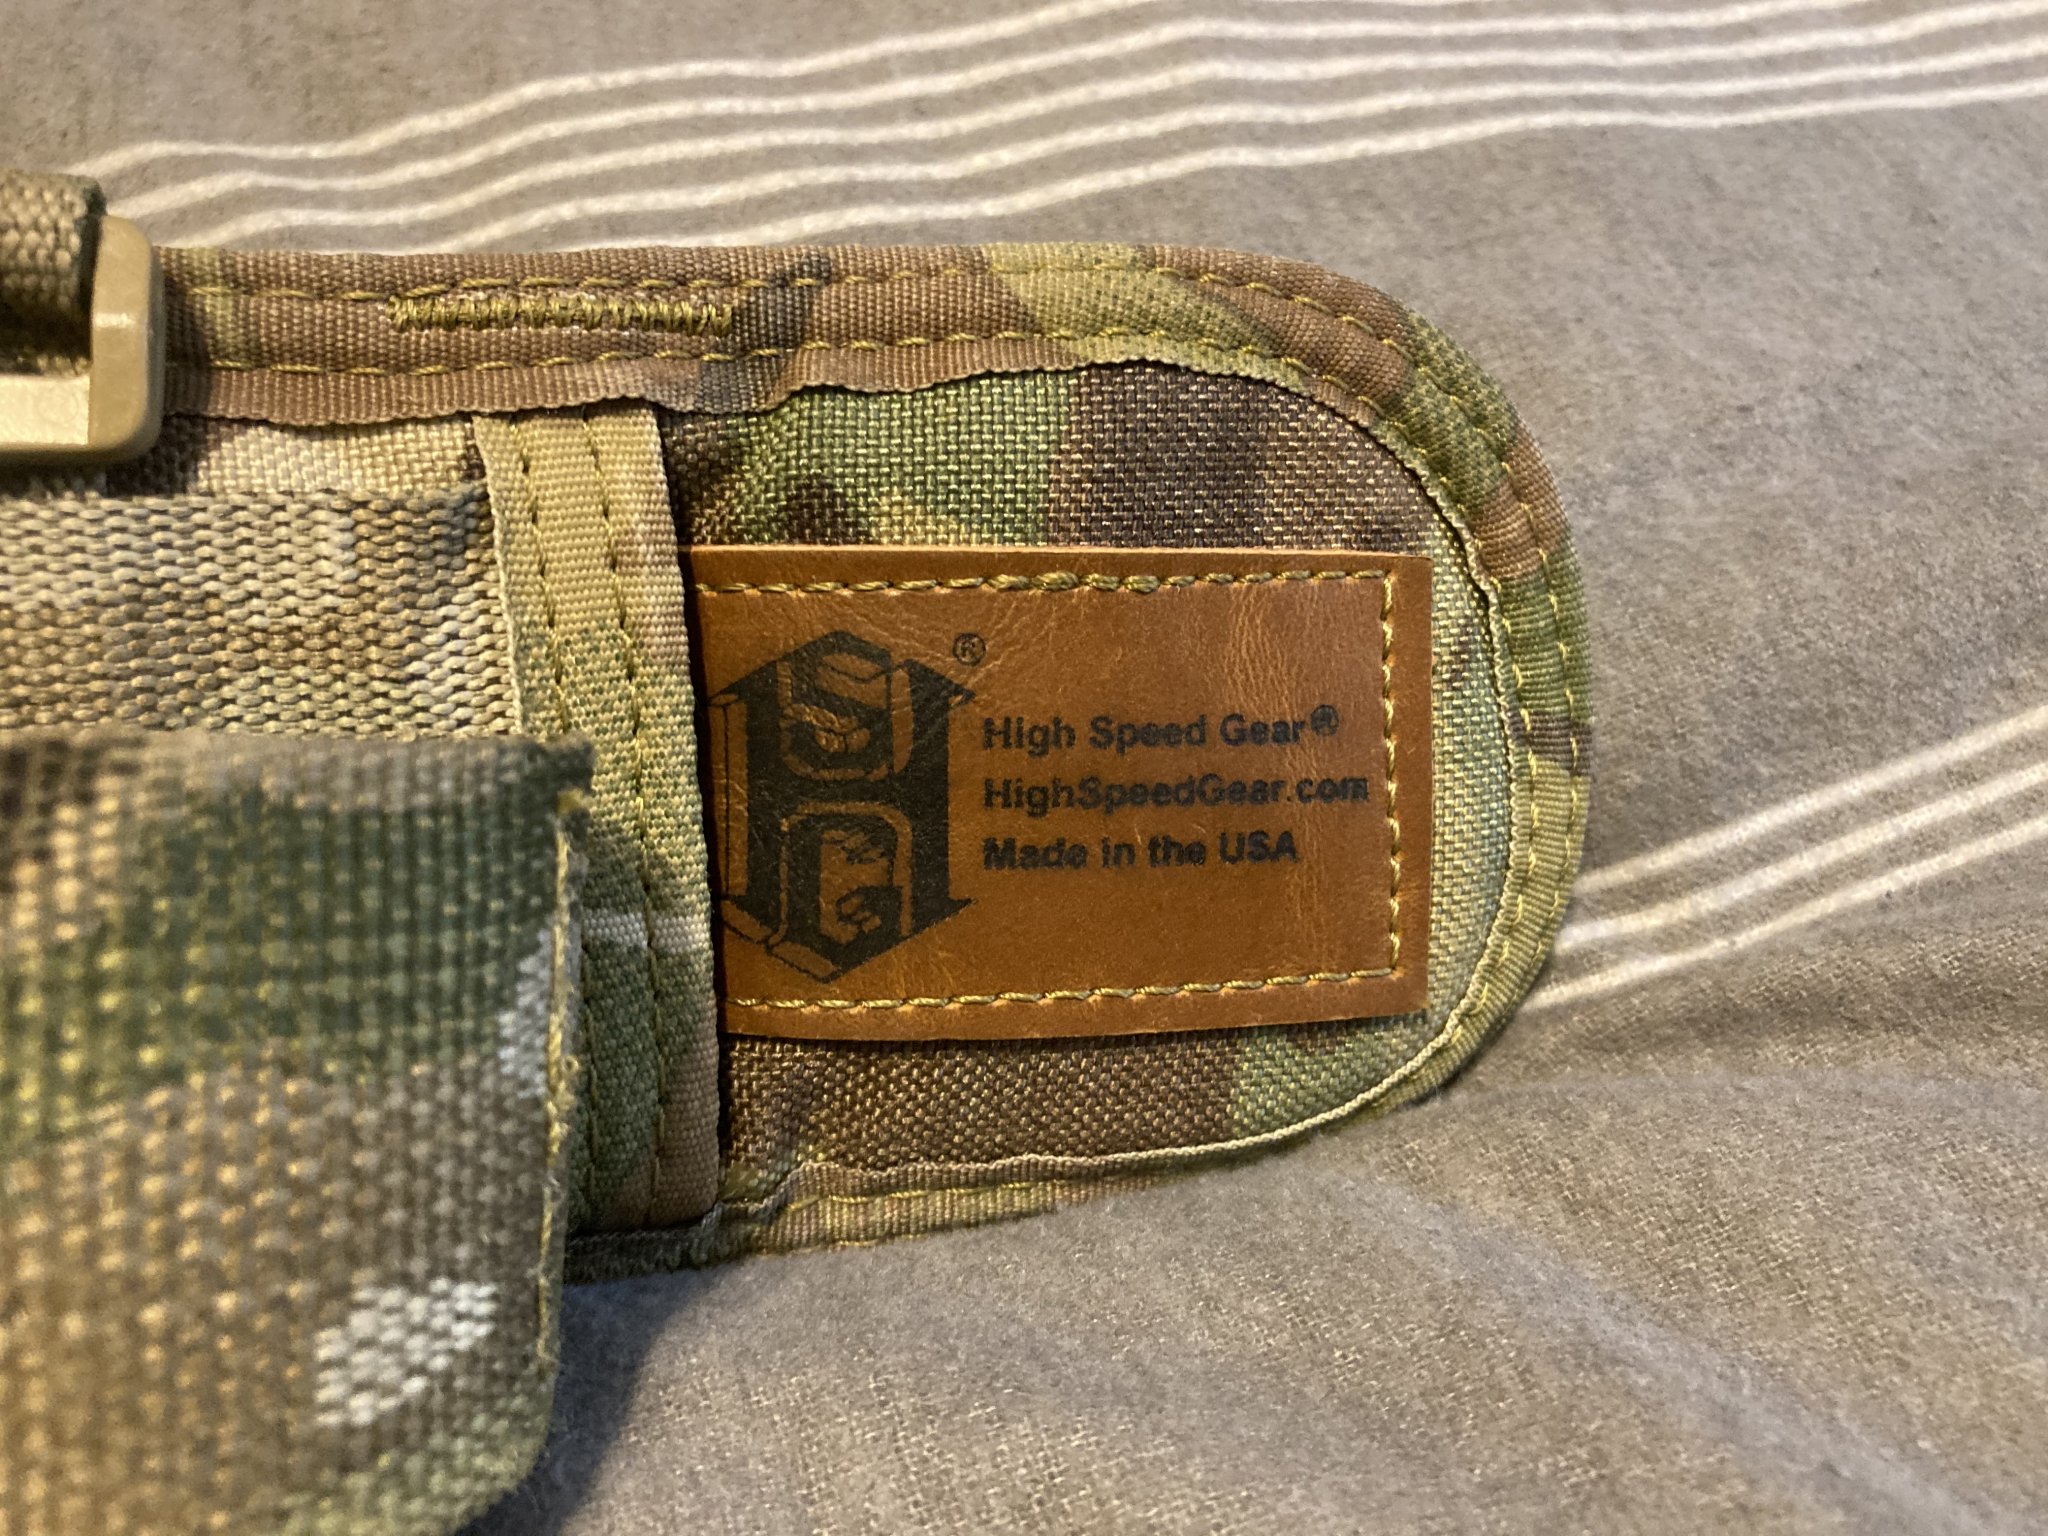 ®
High Speed Gear®
HighSpeedGear.com
Made in the USA